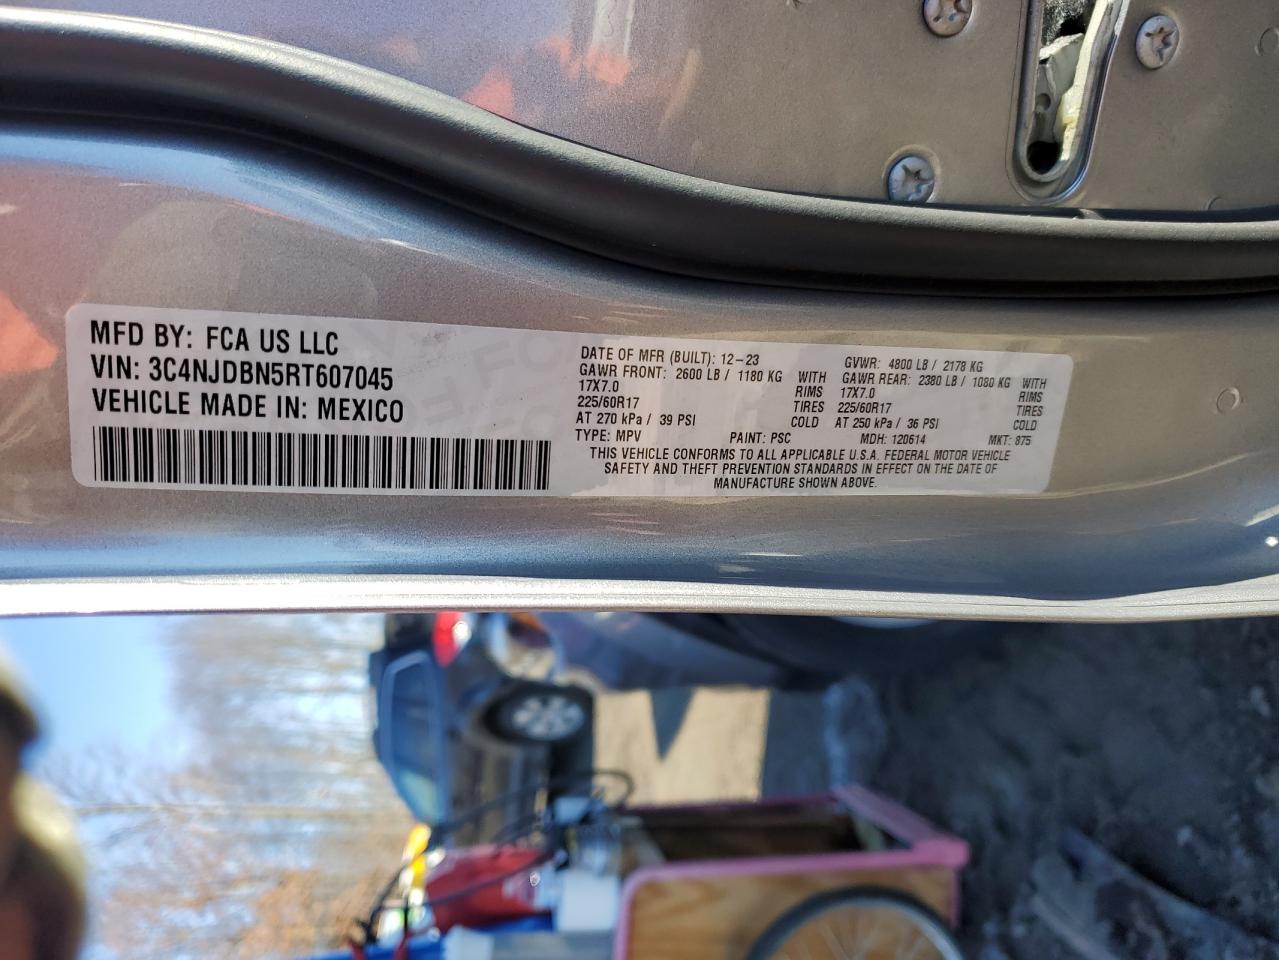 MFD BY: FCA US LLC
VIN: 3C4NJDBN5RT607045
VEHICLE MADE IN: MEXICO
DATE OF MFR (BUILT): 12-23 GVWR: 4800 LB / 2178 KG
GAWR FRONT: 2600 LB / 1180 KG WITH GAWR REAR: 2380 LB / 1080 KG WITH
17X7.0 RIMS 17X7.0 RIMS
225/60R17 TIRES 225/60R17 TIRES
AT 270 kPa / 39 PSI COLD AT 250 kPa / 36 PSI COLD
TYPE: MPV PAINT: PSC MDH: 120614 MKT: 875
THIS VEHICLE CONFORMS TO ALL APPLICABLE U.S.A. FEDERAL MOTOR VEHICLE
SAFETY AND THEFT PREVENTION STANDARDS IN EFFECT ON THE DATE OF
MANUFACTURE SHOWN ABOVE.